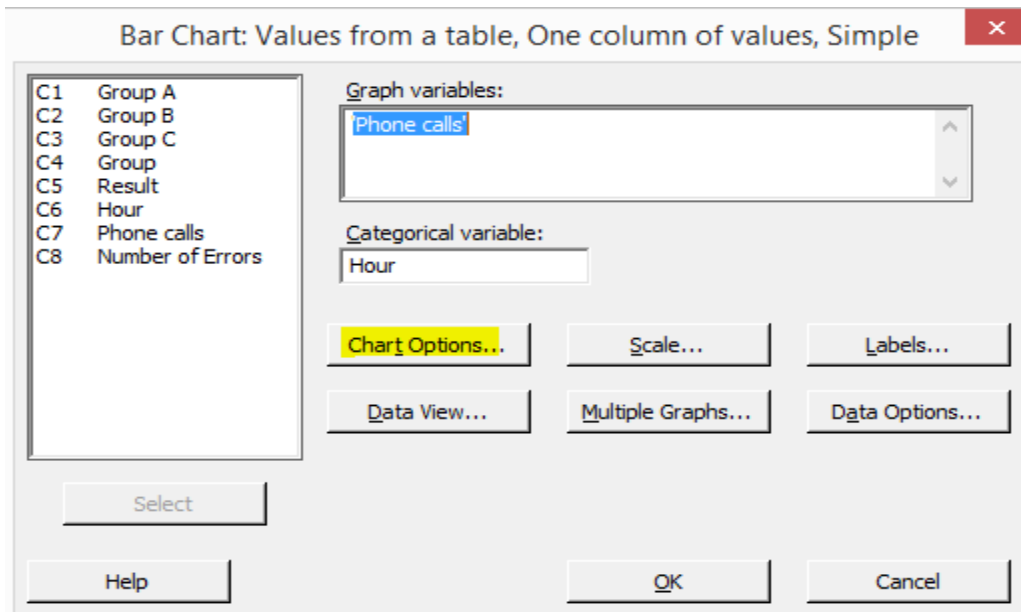 Bar Chart: Values from a table, One column of values, Simple
C1 Group A
C2 Group B
C3 Group C
C4 Group
C5 Result
C6 Hour
C7 Phone calls
C8 Number of Errors
Graph variables:
'Phone calls'
Categorical variable:
Hour
Chart Options... Scale... Labels...
Data View... Multiple Graphs... Data Options...
Select
Help OK Cancel